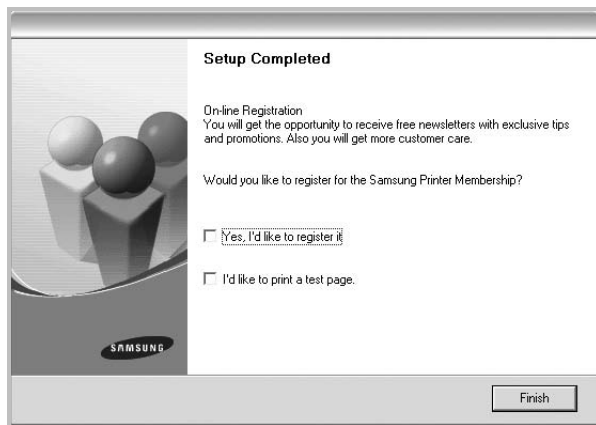 Setup Completed
On-line Registration
You will get the opportunity to receive free newsletters with exclusive tips
and promotions. Also you will get more customer care.
Would you like to register for the Samsung Printer Membership?
Yes, I'd like to register it
I'd like to print a test page.
SAMSUNG
Finish